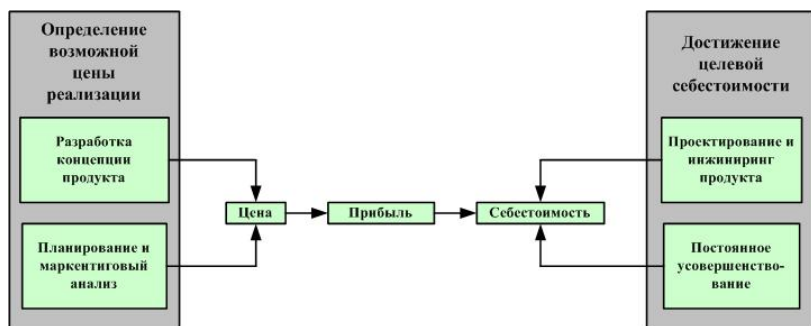 Определение
возможной
цены
реализации
Разработка
концепции
продукта
Планирование и
маркентиговый
анализ
Цена
Прибыль
Себестоимость
Достижение
целевой
себестоимости
Проектирование и
инжиниринг
продукта
Постоянное
усовершенство-
вание